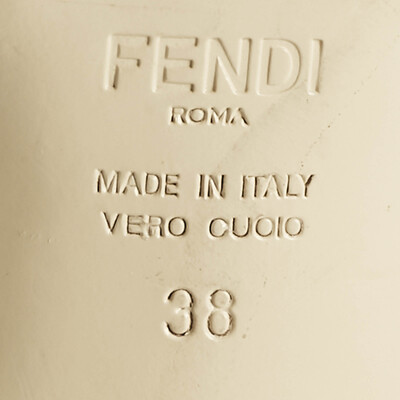 FENDI
ROMA
MADE IN ITALY
VERO CUOIO
38